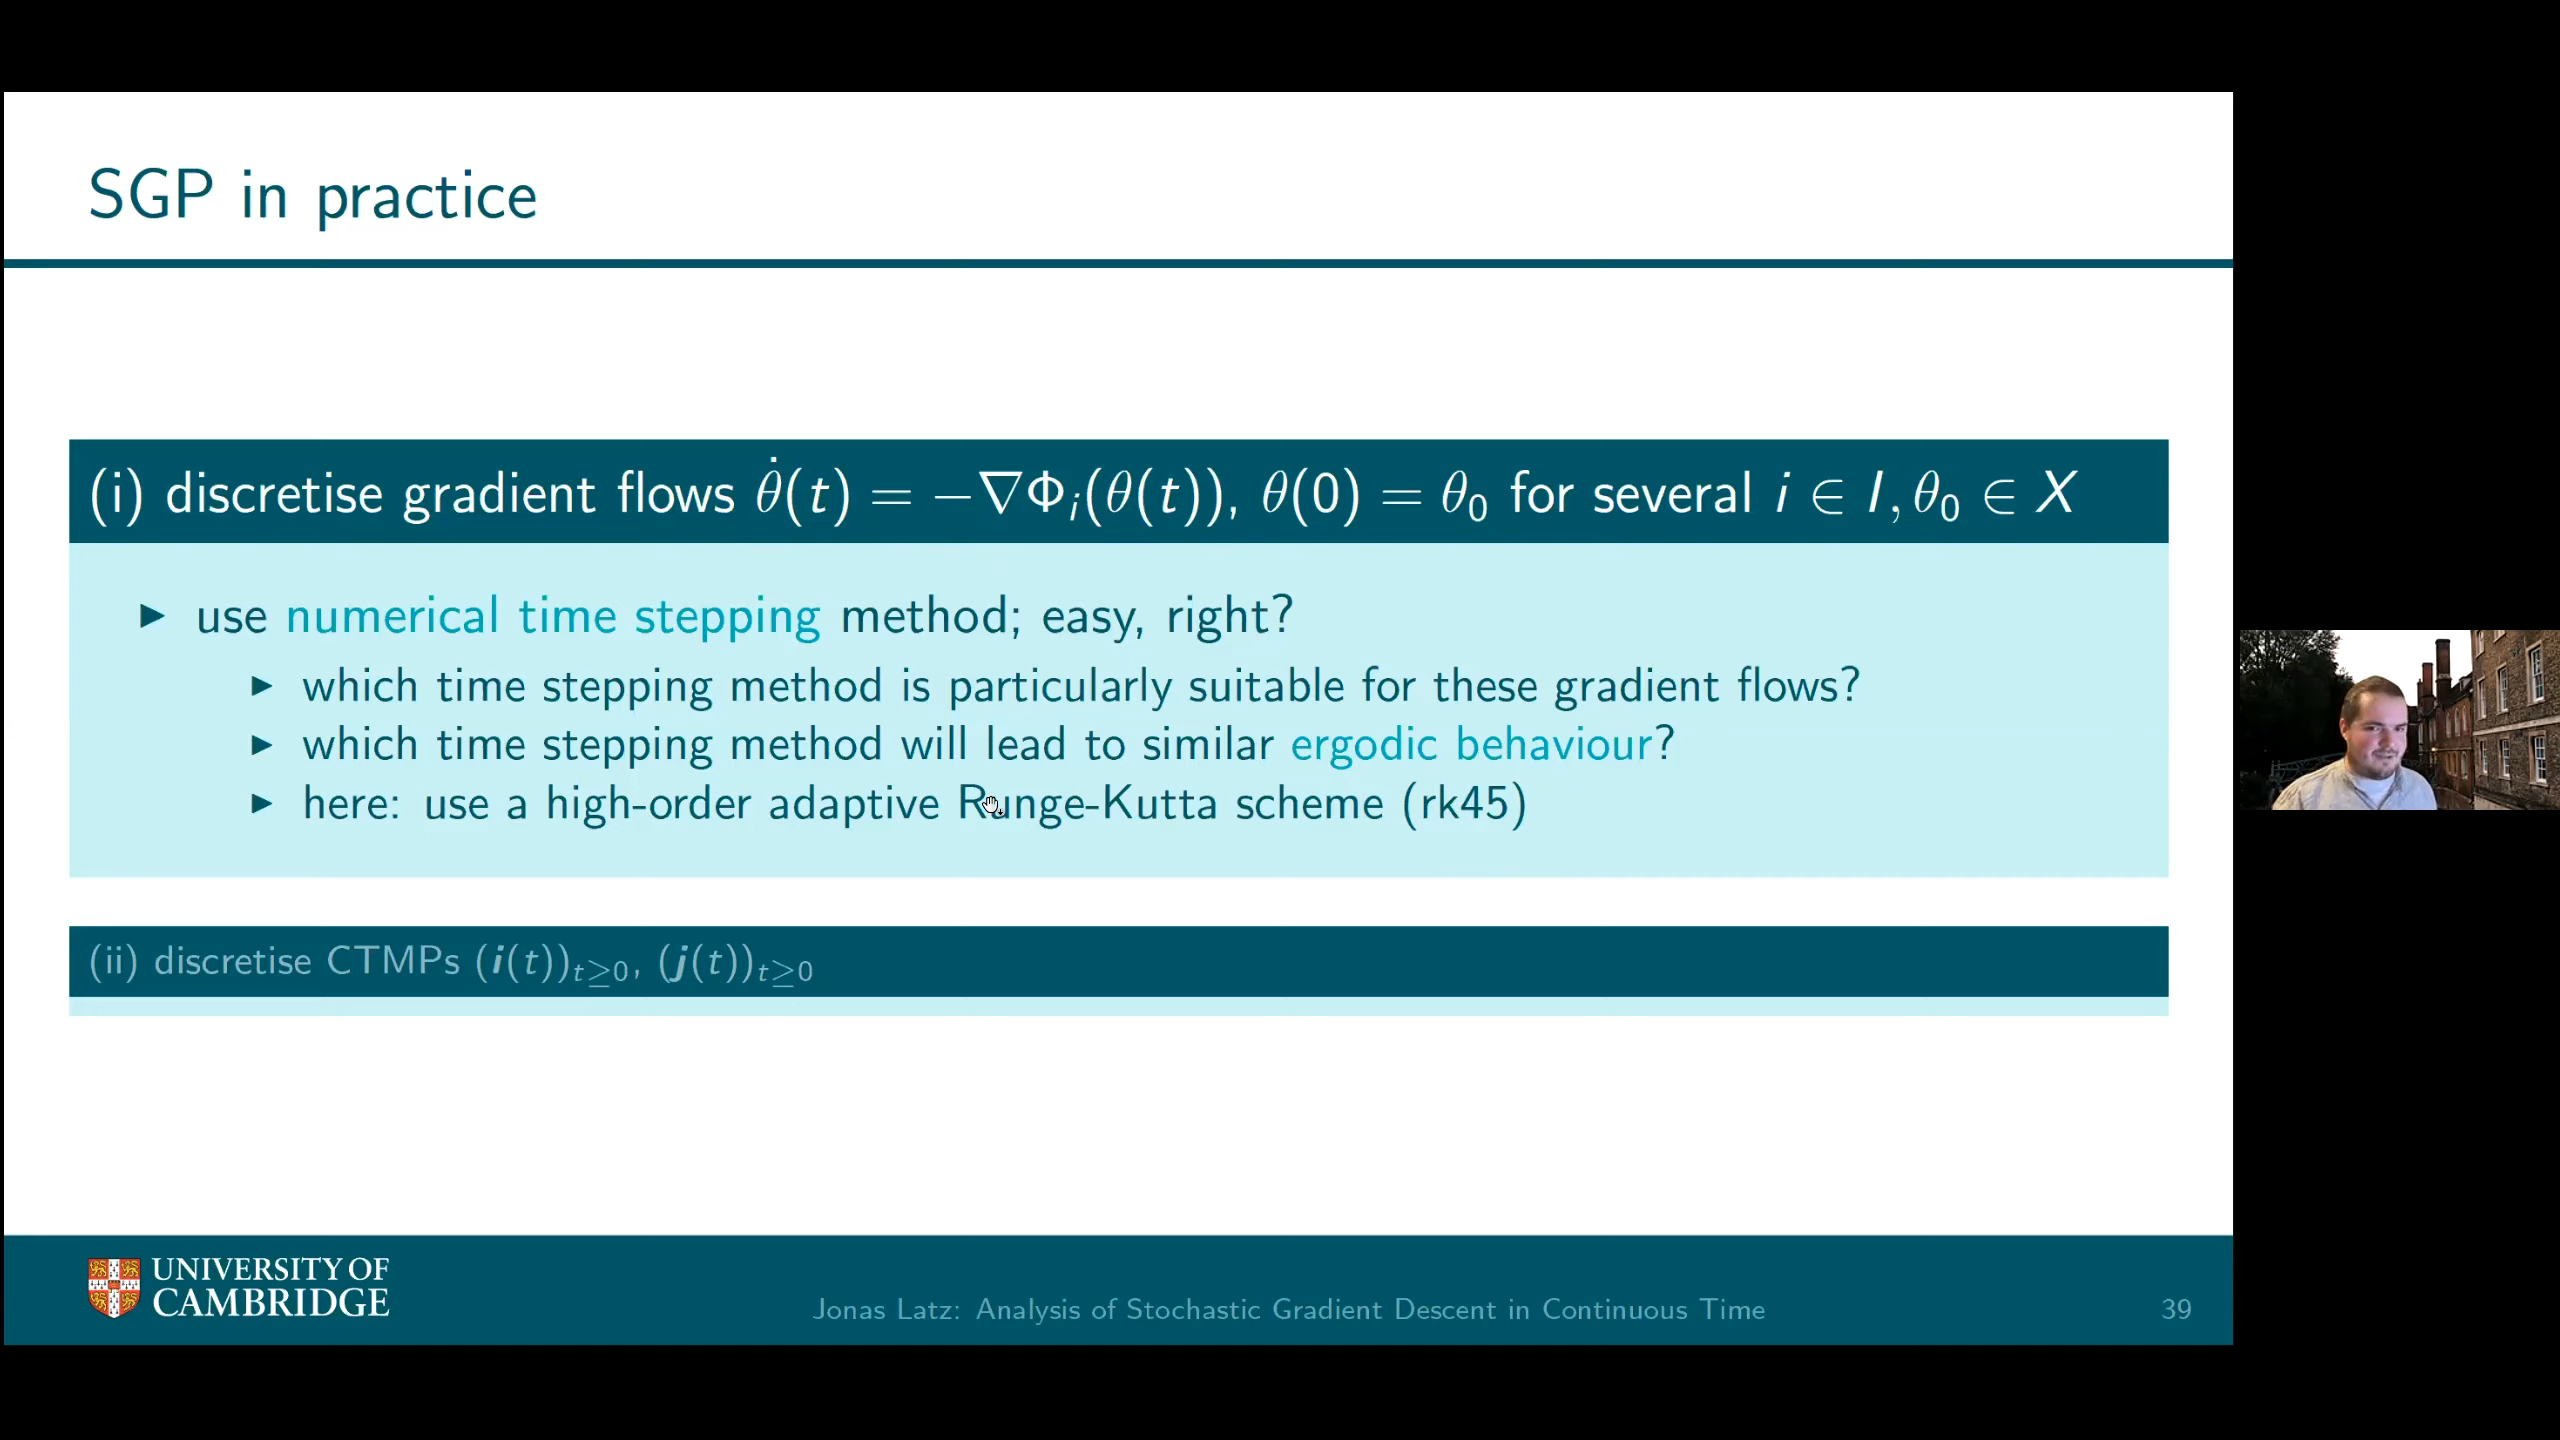 SGP in practice
(i) discretise gradient flows θ̇(t) = −∇Φᵢ(θ(t)), θ(0) = θ₀ for several i ∈ I, θ₀ ∈ X
▶ use numerical time stepping method; easy, right?
▶ which time stepping method is particularly suitable for these gradient flows?
▶ which time stepping method will lead to similar ergodic behaviour?
▶ here: use a high-order adaptive Runge-Kutta scheme (rk45)
(ii) discretise CTMPs (i(t))t≥0, (j(t))t≥0
UNIVERSITY OF
CAMBRIDGE
Jonas Latz: Analysis of Stochastic Gradient Descent in Continuous Time
39